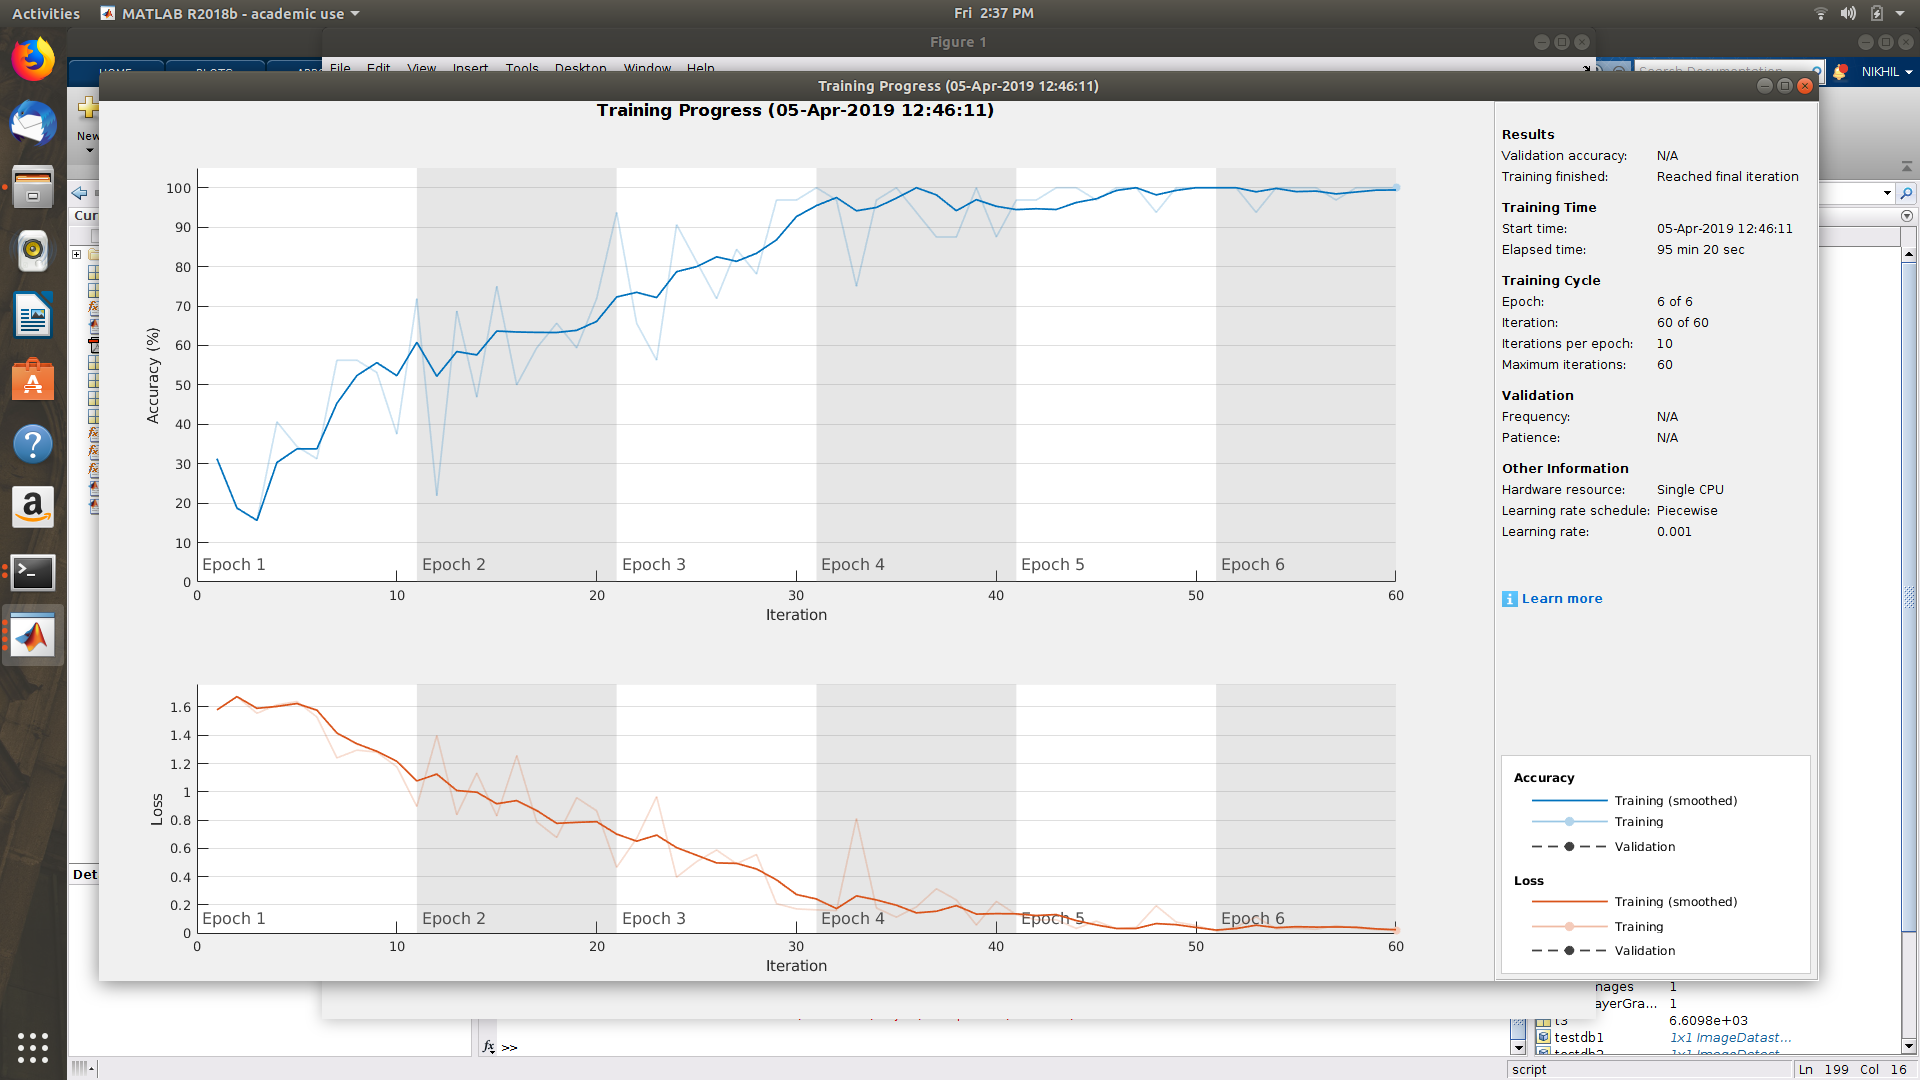 Activities
MATLAB R2018b - academic use
Fri 2:37 PM
Figure 1
File Edit View Insert Tools Desktop Window Help
Search Documentation
NIKHIL
New
Training Progress (05-Apr-2019 12:46:11)
Training Progress (05-Apr-2019 12:46:11)
100
90
80
70
60
50
40
30
20
10
0
Accuracy (%)
Epoch 1 Epoch 2 Epoch 3 Epoch 4 Epoch 5 Epoch 6
0 10 20 30 40 50 60
Iteration
1.6
1.4
1.2
1
0.8
0.6
0.4
0.2
0
Loss
Epoch 1 Epoch 2 Epoch 3 Epoch 4 Epoch 5 Epoch 6
0 10 20 30 40 50 60
Iteration
Results
Validation accuracy: N/A
Training finished: Reached final iteration
Training Time
Start time: 05-Apr-2019 12:46:11
Elapsed time: 95 min 20 sec
Training Cycle
Epoch: 6 of 6
Iteration: 60 of 60
Iterations per epoch: 10
Maximum iterations: 60
Validation
Frequency: N/A
Patience: N/A
Other Information
Hardware resource: Single CPU
Learning rate schedule: Piecewise
Learning rate: 0.001
Learn more
Accuracy
Training (smoothed)
Training
Validation
Loss
Training (smoothed)
Training
Validation
Cur
Det
fx >>
nages 1
ayerGra... 1
t3 6.6098e+03
testdb1 1x1 ImageDatast...
testdb2 1x1 ImageDatast...
script
Ln 199 Col 16